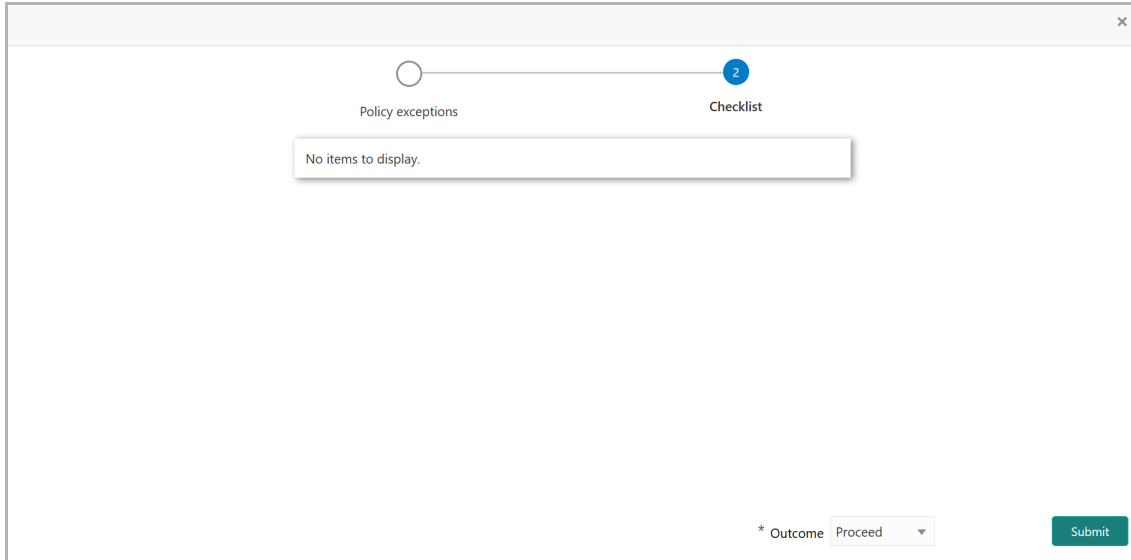 ×
2
Policy exceptions
Checklist
No items to display.
* Outcome Proceed
Submit